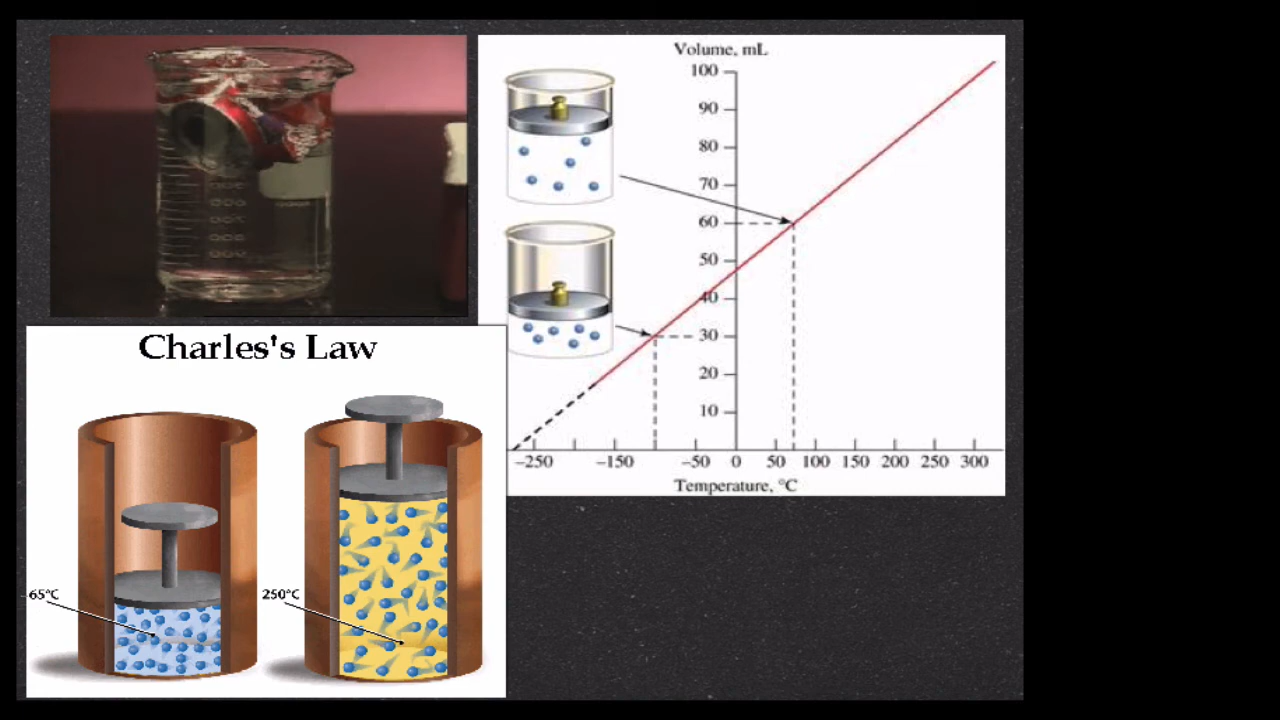 Volume, mL
100
90
80
70
60
50
40
30
20
10
−250 −150 −50 0 50 100 150 200 250 300
Temperature, °C
Charles's Law
65°C
250°C